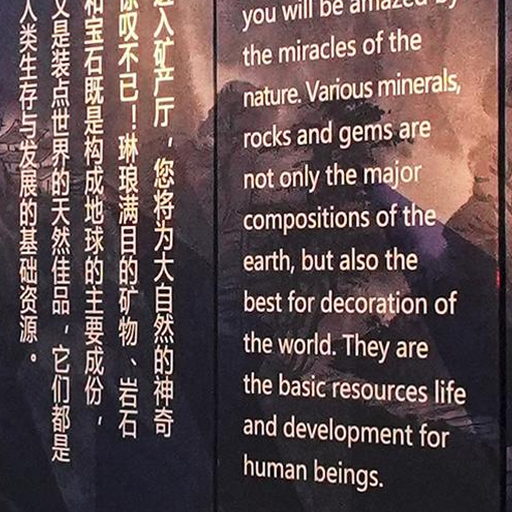 入矿产厅，您将为大自然的神奇
惊叹不已！琳琅满目的矿物、岩石
和宝石既是构成地球的主要成份，
又是装点世界的天然佳品，它们都是
人类生存与发展的基础资源。
you will be amazed by
the miracles of the
nature. Various minerals,
rocks and gems are
not only the major
compositions of the
earth, but also the
best for decoration of
the world. They are
the basic resources life
and development for
human beings.